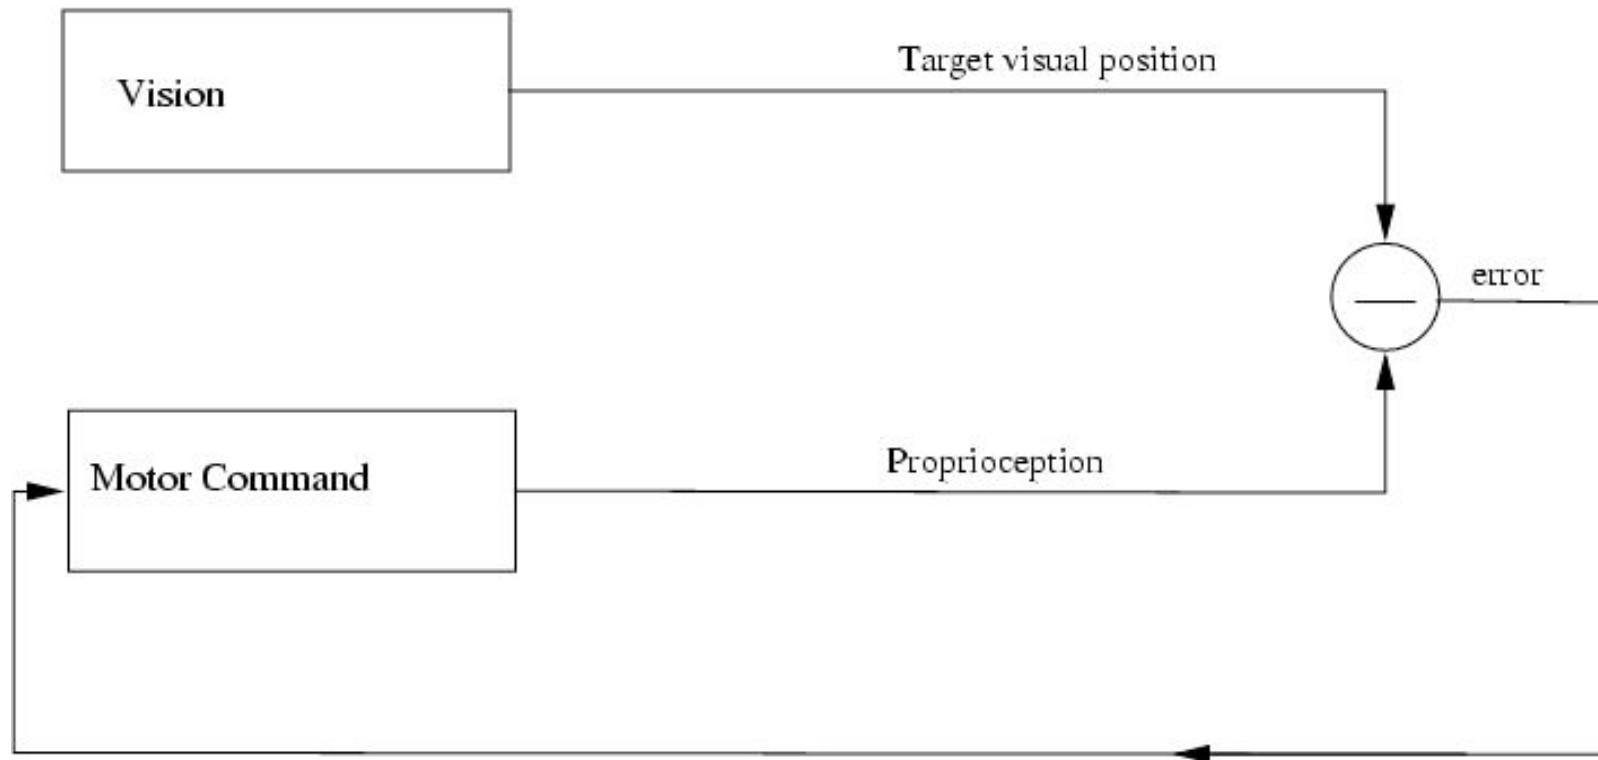 Target visual position
Vision
error
Proprioception
Motor Command